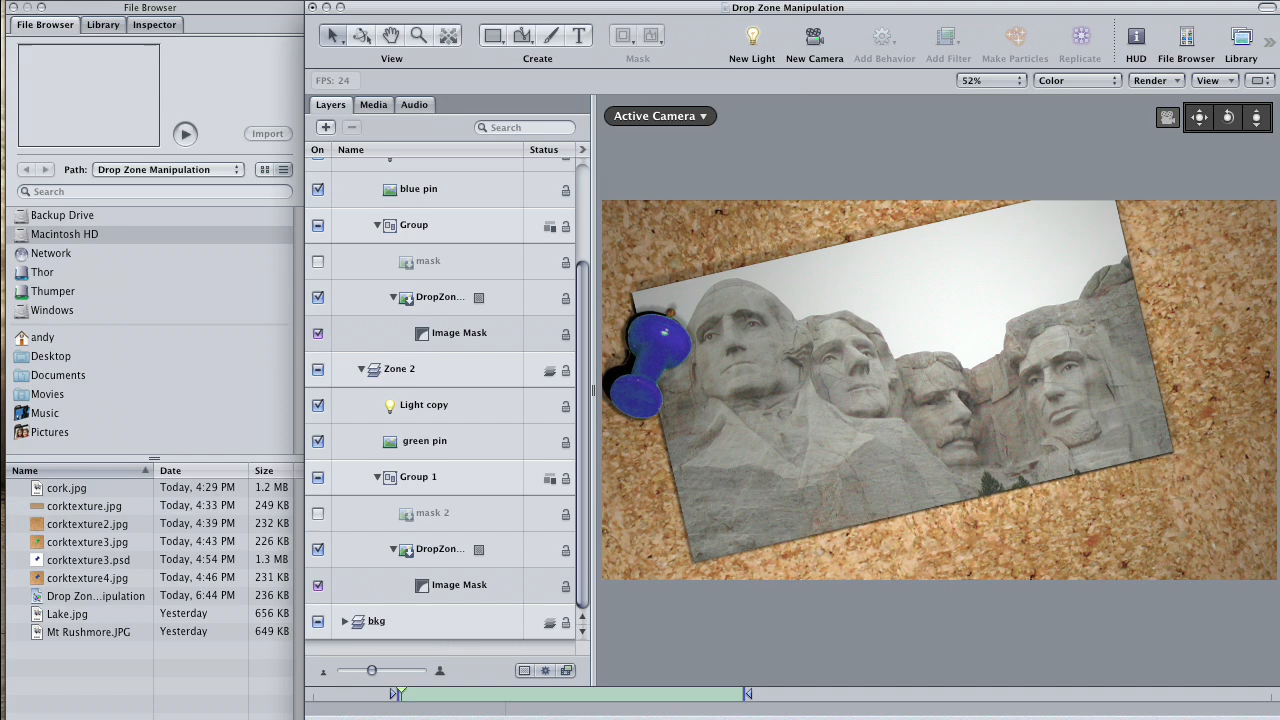 File Browser
Drop Zone Manipulation
File Browser Library Inspector
View
Create
Mask
New Light
New Camera
Add Behavior
Add Filter
Make Particles
Replicate
HUD
File Browser
Library
FPS: 24
52%
Color
Render
View
Import
Path: Drop Zone Manipulation
Search
Backup Drive
Macintosh HD
Network
Thor
Thumper
Windows
andy
Desktop
Documents
Movies
Music
Pictures
Name Date Size
cork.jpg Today, 4:29 PM 1.2 MB
corktexture.jpg Today, 4:33 PM 249 KB
corktexture2.jpg Today, 4:39 PM 232 KB
corktexture3.jpg Today, 4:43 PM 226 KB
corktexture3.psd Today, 4:54 PM 1.3 MB
corktexture4.jpg Today, 4:46 PM 231 KB
Drop Zon...ipulation Today, 6:44 PM 236 KB
Lake.jpg Yesterday 656 KB
Mt Rushmore.JPG Yesterday 649 KB
Layers Media Audio
Search
On Name Status
blue pin
Group
mask
DropZon...
Image Mask
Zone 2
Light copy
green pin
Group 1
mask 2
DropZon...
Image Mask
bkg
Active Camera